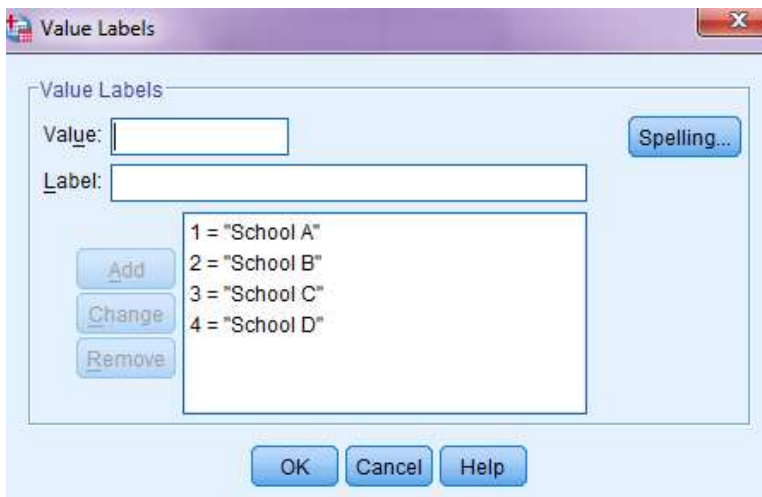 Value Labels
Value Labels
Value:
Spelling...
Label:
1 = "School A"
2 = "School B"
3 = "School C"
4 = "School D"
Add
Change
Remove
OK Cancel Help